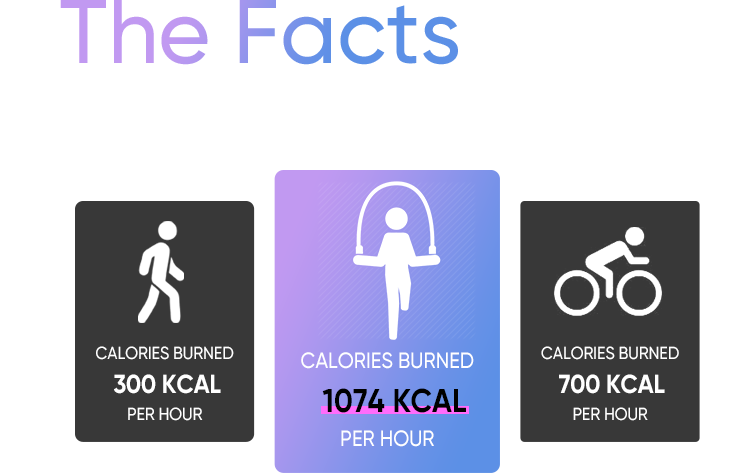 The Facts
CALORIES BURNED
300 KCAL
PER HOUR
CALORIES BURNED
1074 KCAL
PER HOUR
CALORIES BURNED
700 KCAL
PER HOUR